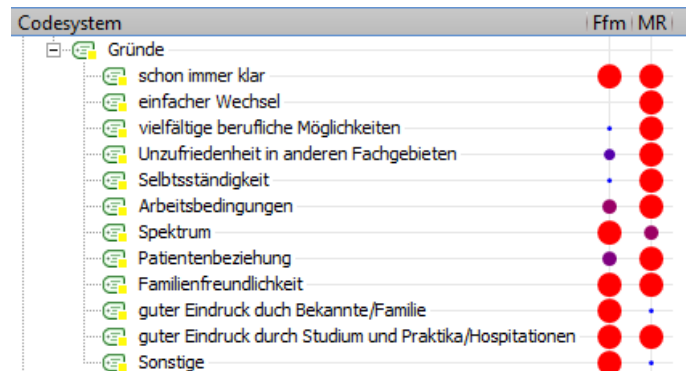 Codesystem Ffm MR
Gründe
schon immer klar
einfacher Wechsel
vielfältige berufliche Möglichkeiten
Unzufriedenheit in anderen Fachgebieten
Selbtsständigkeit
Arbeitsbedingungen
Spektrum
Patientenbeziehung
Familienfreundlichkeit
guter Eindruck duch Bekannte/Familie
guter Eindruck durch Studium und Praktika/Hospitationen
Sonstige